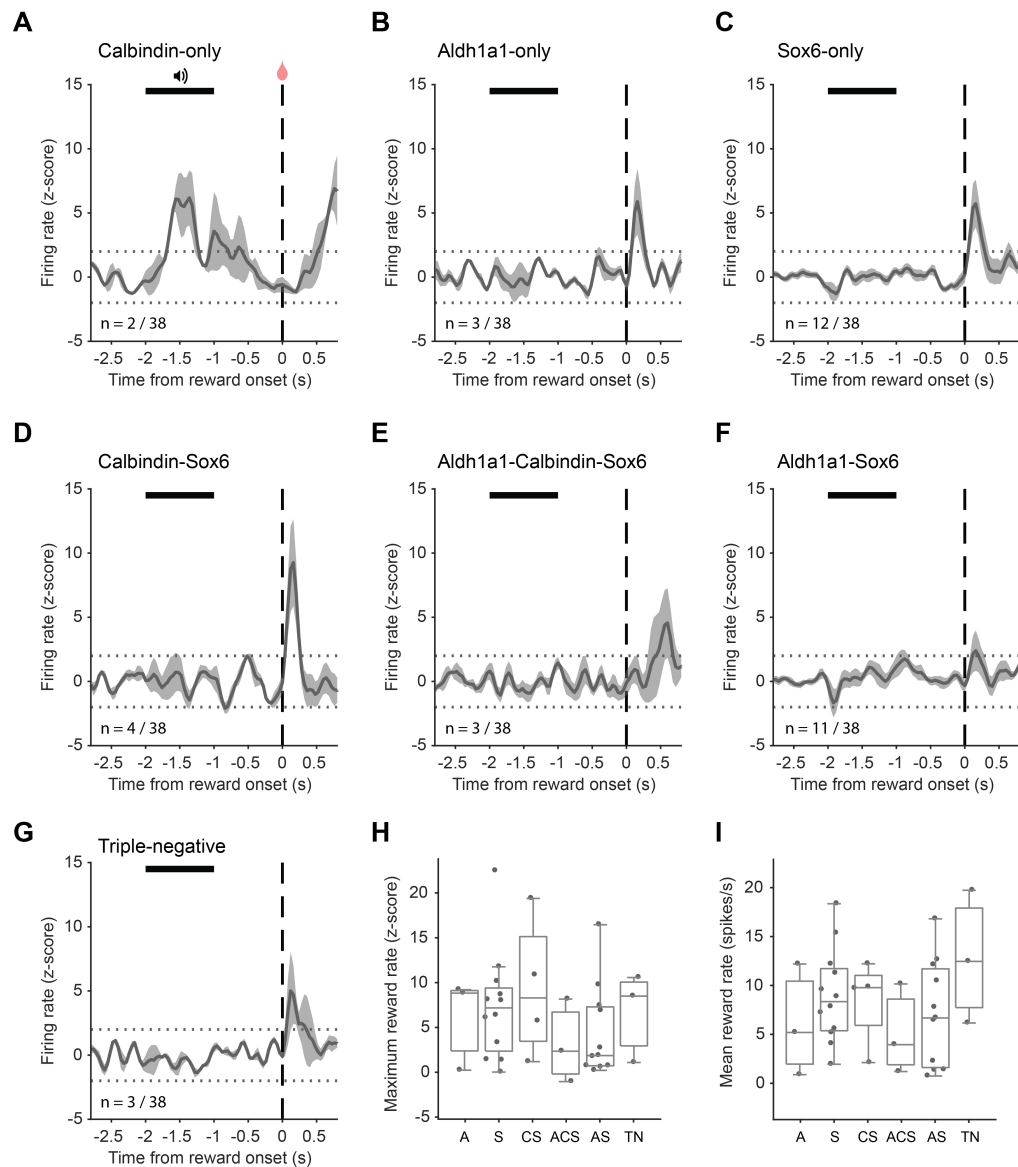 A
Calbindin-only
15
10
5
0
-5
Firing rate (z-score)
n = 2 / 38
-2.5 -2 -1.5 -1 -0.5 0 0.5
Time from reward onset (s)
B
Aldh1a1-only
15
10
5
0
-5
Firing rate (z-score)
n = 3 / 38
-2.5 -2 -1.5 -1 -0.5 0 0.5
Time from reward onset (s)
C
Sox6-only
15
10
5
0
-5
Firing rate (z-score)
n = 12 / 38
-2.5 -2 -1.5 -1 -0.5 0 0.5
Time from reward onset (s)
D
Calbindin-Sox6
15
10
5
0
-5
Firing rate (z-score)
n = 4 / 38
-2.5 -2 -1.5 -1 -0.5 0 0.5
Time from reward onset (s)
E
Aldh1a1-Calbindin-Sox6
15
10
5
0
-5
Firing rate (z-score)
n = 3 / 38
-2.5 -2 -1.5 -1 -0.5 0 0.5
Time from reward onset (s)
F
Aldh1a1-Sox6
15
10
5
0
-5
Firing rate (z-score)
n = 11 / 38
-2.5 -2 -1.5 -1 -0.5 0 0.5
Time from reward onset (s)
G
Triple-negative
15
10
5
0
-5
Firing rate (z-score)
n = 3 / 38
-2.5 -2 -1.5 -1 -0.5 0 0.5
Time from reward onset (s)
H
20
15
10
5
0
-5
Maximum reward rate (z-score)
A S CS ACS AS TN
I
20
15
10
5
0
Mean reward rate (spikes/s)
A S CS ACS AS TN